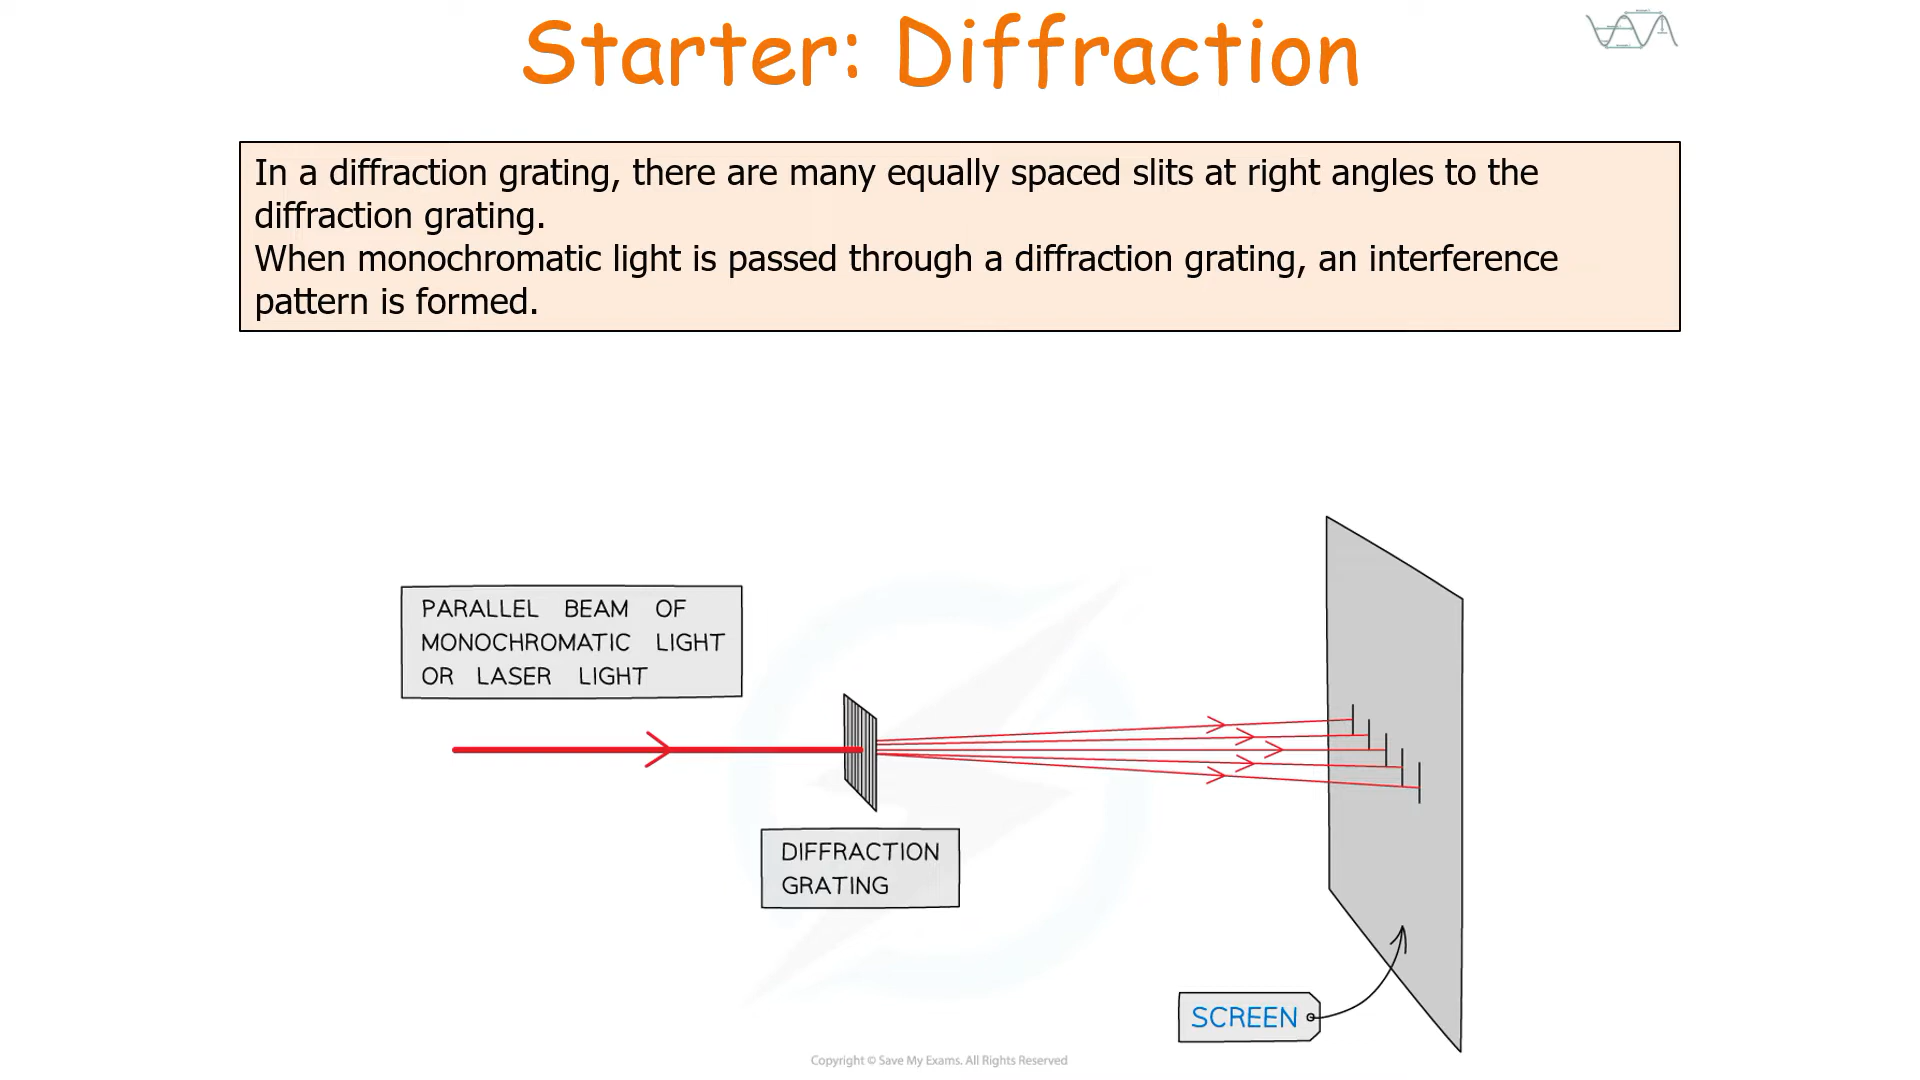 Starter: Diffraction
In a diffraction grating, there are many equally spaced slits at right angles to the
diffraction grating.
When monochromatic light is passed through a diffraction grating, an interference
pattern is formed.
PARALLEL BEAM OF
MONOCHROMATIC LIGHT
OR LASER LIGHT
DIFFRACTION
GRATING
SCREEN
Copyright © Save My Exams. All Rights Reserved